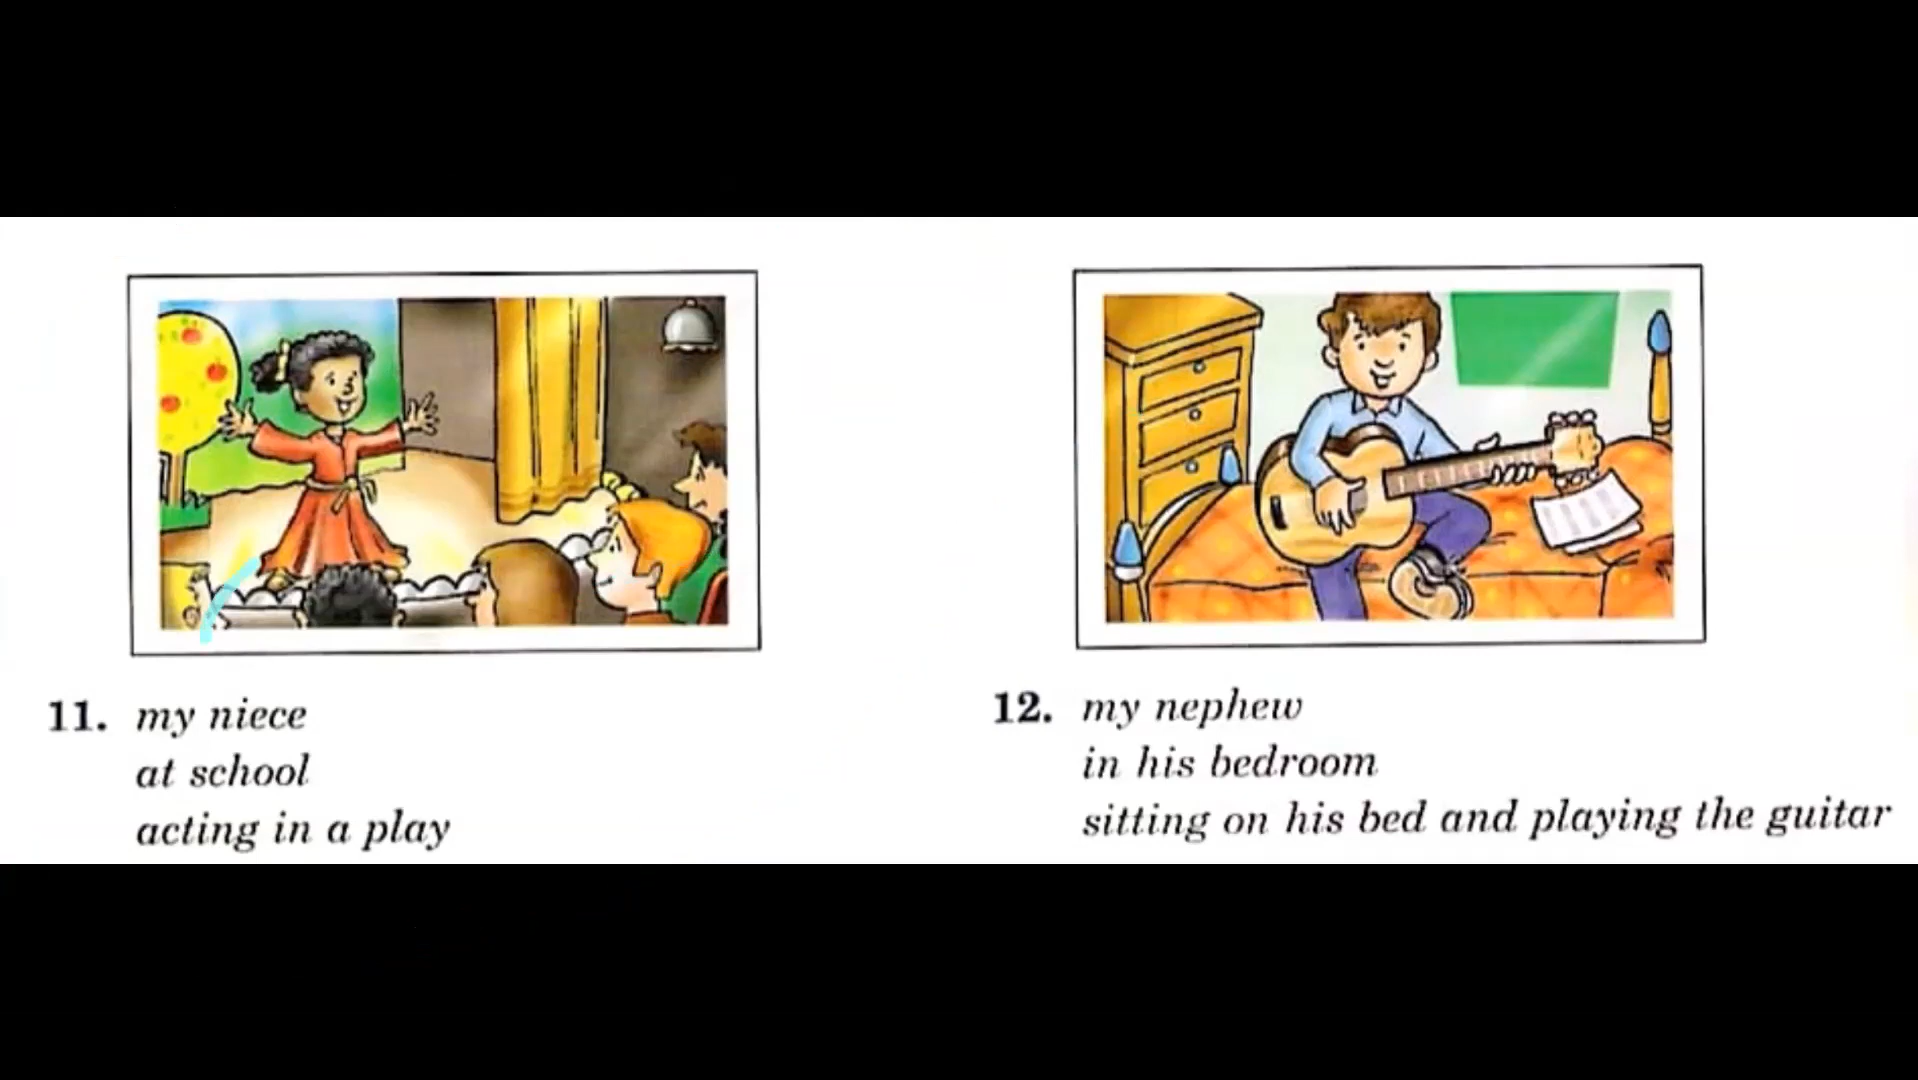 11. my niece
at school
acting in a play
12. my nephew
in his bedroom
sitting on his bed and playing the guitar